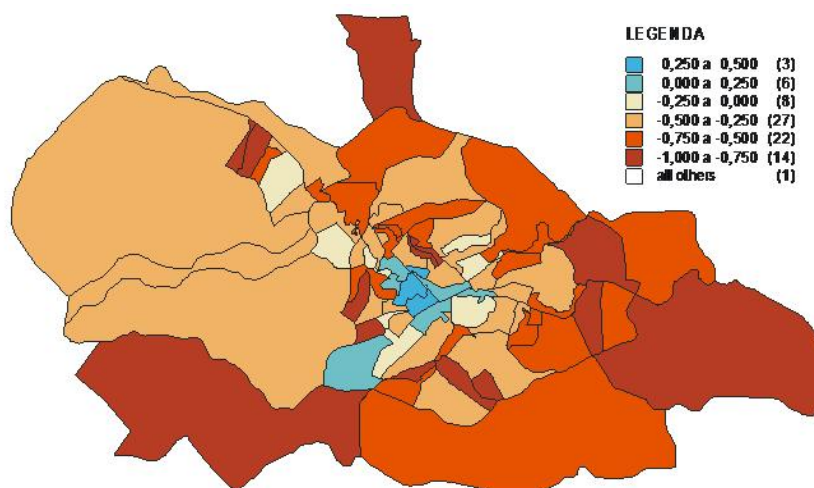 LEGENDA
0,250 a 0,500 (3)
0,000 a 0,250 (6)
-0,250 a 0,000 (8)
-0,500 a -0,250 (27)
-0,750 a -0,500 (22)
-1,000 a -0,750 (14)
all others (1)